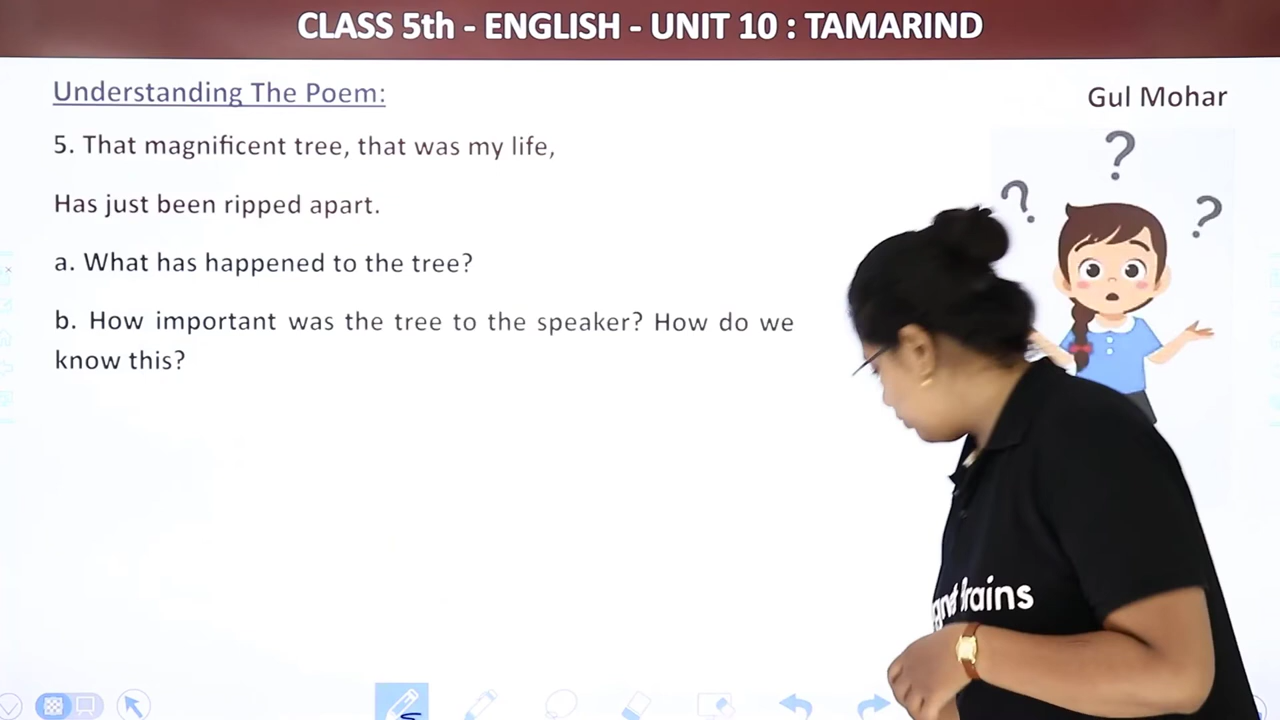 CLASS 5th - ENGLISH - UNIT 10 : TAMARIND
Understanding The Poem:
Gul Mohar
5. That magnificent tree, that was my life,
Has just been ripped apart.
a. What has happened to the tree?
b. How important was the tree to the speaker? How do we
know this?
? ? ?